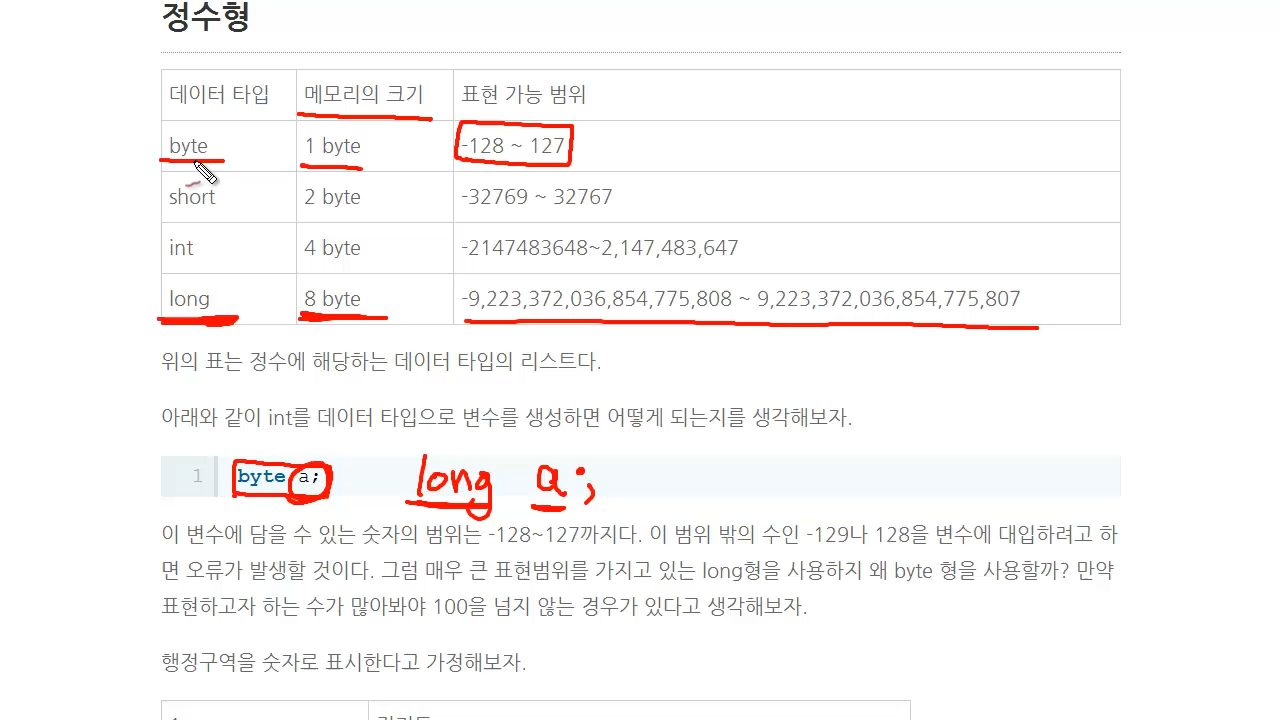 정수형
데이터 타입 메모리의 크기 표현 가능 범위
byte 1 byte -128 ~ 127
short 2 byte -32769 ~ 32767
int 4 byte -2147483648~2,147,483,647
long 8 byte -9,223,372,036,854,775,808 ~ 9,223,372,036,854,775,807
위의 표는 정수에 해당하는 데이터 타입의 리스트다.
아래와 같이 int를 데이터 타입으로 변수를 생성하면 어떻게 되는지를 생각해보자.
1 byte a; long a;
이 변수에 담을 수 있는 숫자의 범위는 -128~127까지다. 이 범위 밖의 수인 -129나 128을 변수에 대입하려고 하
면 오류가 발생할 것이다. 그럼 매우 큰 표현범위를 가지고 있는 long형을 사용하지 왜 byte 형을 사용할까? 만약
표현하고자 하는 수가 많아봐야 100을 넘지 않는 경우가 있다고 생각해보자.
행정구역을 숫자로 표시한다고 가정해보자.